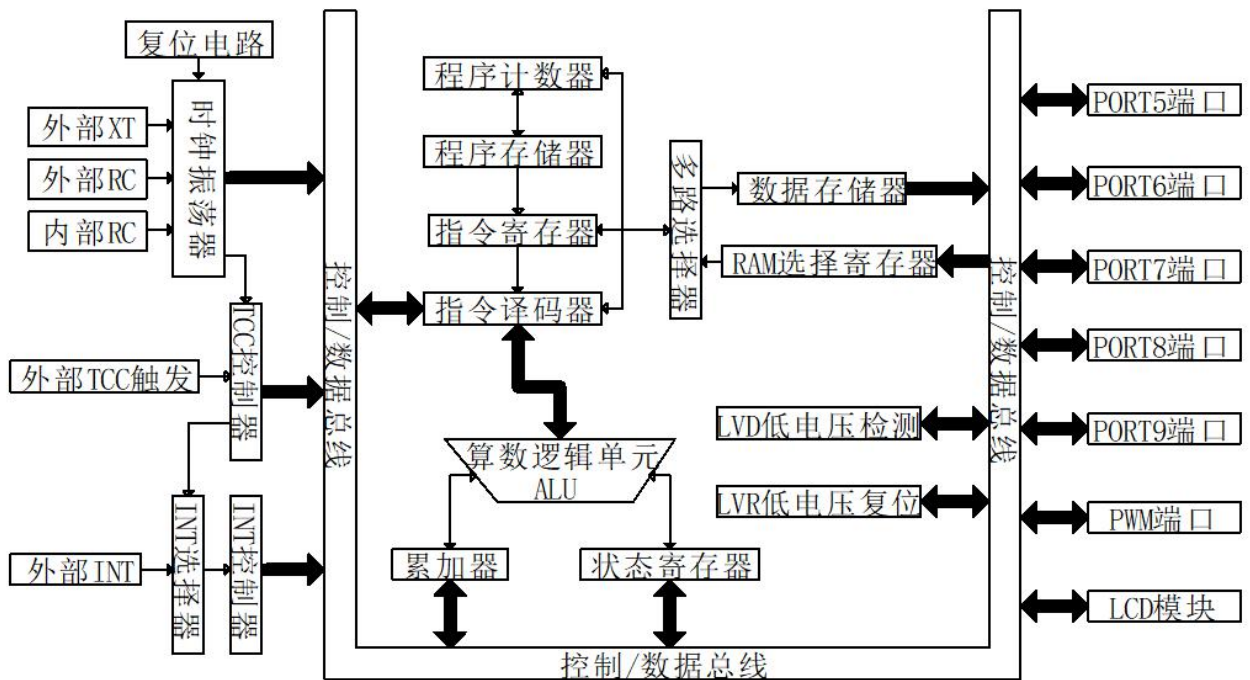 复位电路
时钟振荡器
外部XT
外部RC
内部RC
TCC控制器
外部TCC触发
INT选择器
INT控制器
外部INT
控制/数据总线
程序计数器
程序存储器
指令寄存器
指令译码器
多路选择器
数据存储器
RAM选择寄存器
算数逻辑单元
ALU
累加器
状态寄存器
LVD低电压检测
LVR低电压复位
控制/数据总线
控制/数据总线
PORT5端口
PORT6端口
PORT7端口
PORT8端口
PORT9端口
PWM端口
LCD模块